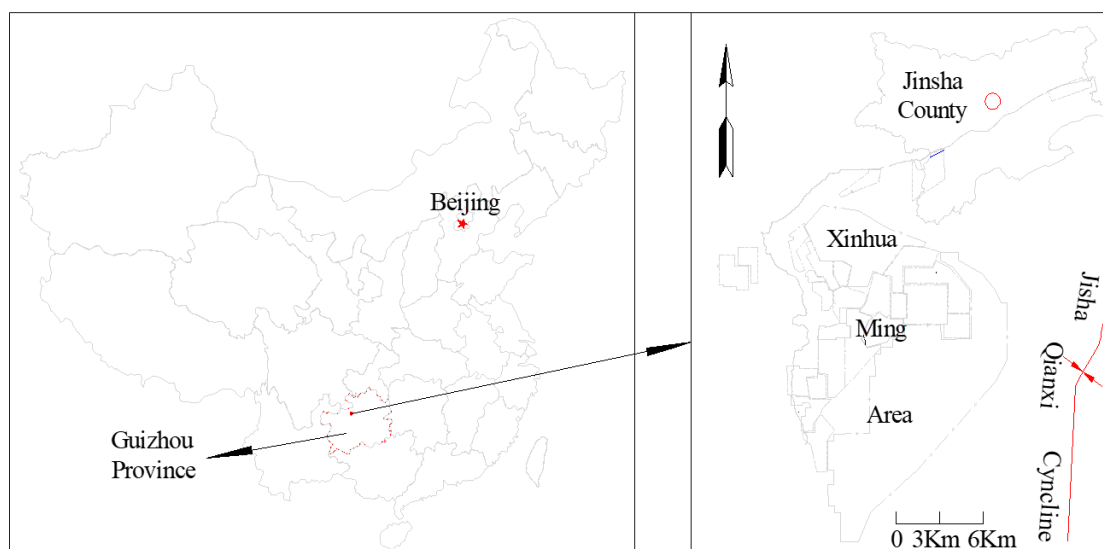 Beijing
Guizhou
Province
Jinsha
County
Xinhua
Ming
Area
Jisha
Qianxi
Cyncline
0 3Km 6Km